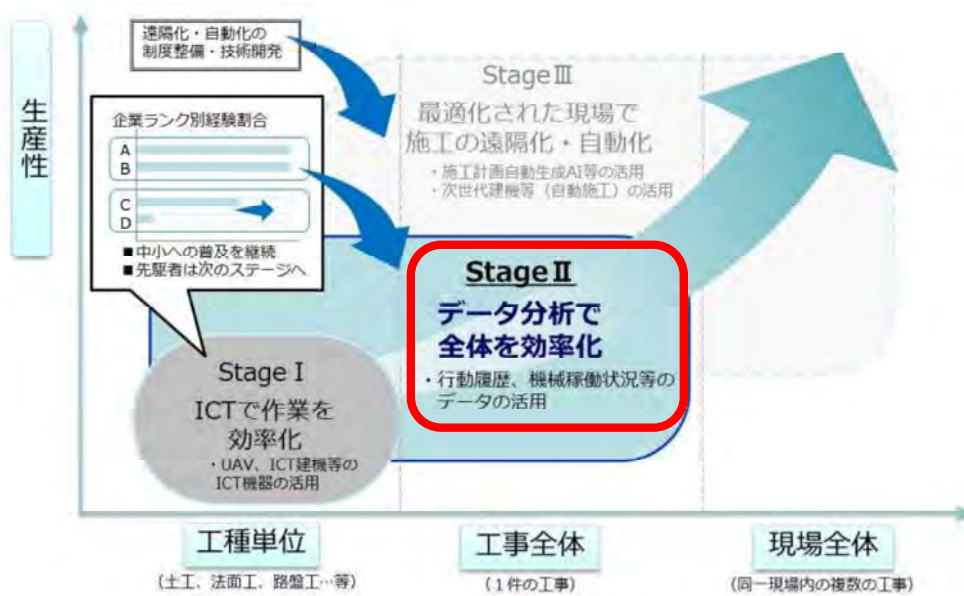 生産性
遠隔化・自動化の
制度整備・技術開発
企業ランク別経験割合
A
B
C
D
■中小への普及を継続
■先駆者は次のステージへ
StageⅢ
最適化された現場で
施工の遠隔化・自動化
・施工計画自動生成AI等の活用
・次世代建機等（自動施工）の活用
StageⅡ
データ分析で
全体を効率化
・行動履歴、機械稼働状況等の
データの活用
StageⅠ
ICTで作業を
効率化
・UAV、ICT建機等の
ICT機器の活用
工種単位
（土工、法面工、路盤工…等）
工事全体
（1件の工事）
現場全体
（同一現場内の複数の工事）